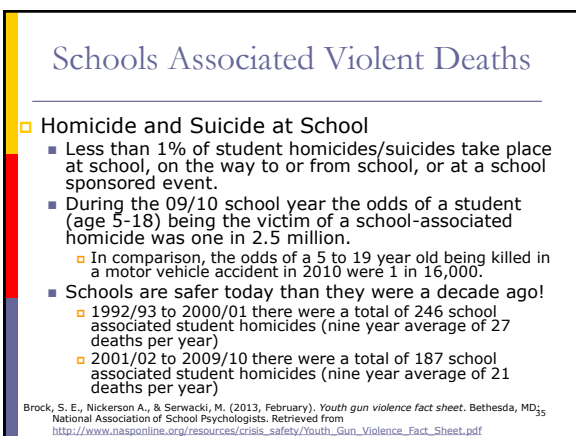 Schools Associated Violent Deaths
Homicide and Suicide at School
Less than 1% of student homicides/suicides take place
at school, on the way to or from school, or at a school
sponsored event.
During the 09/10 school year the odds of a student
(age 5-18) being the victim of a school-associated
homicide was one in 2.5 million.
In comparison, the odds of a 5 to 19 year old being killed in
a motor vehicle accident in 2010 were 1 in 16,000.
Schools are safer today than they were a decade ago!
1992/93 to 2000/01 there were a total of 246 school
associated student homicides (nine year average of 27
deaths per year)
2001/02 to 2009/10 there were a total of 187 school
associated student homicides (nine year average of 21
deaths per year)
Brock, S. E., Nickerson A., & Serwacki, M. (2013, February). Youth gun violence fact sheet. Bethesda, MD:
National Association of School Psychologists. Retrieved from
http://www.nasponline.org/resources/crisis_safety/Youth_Gun_Violence_Fact_Sheet.pdf
35